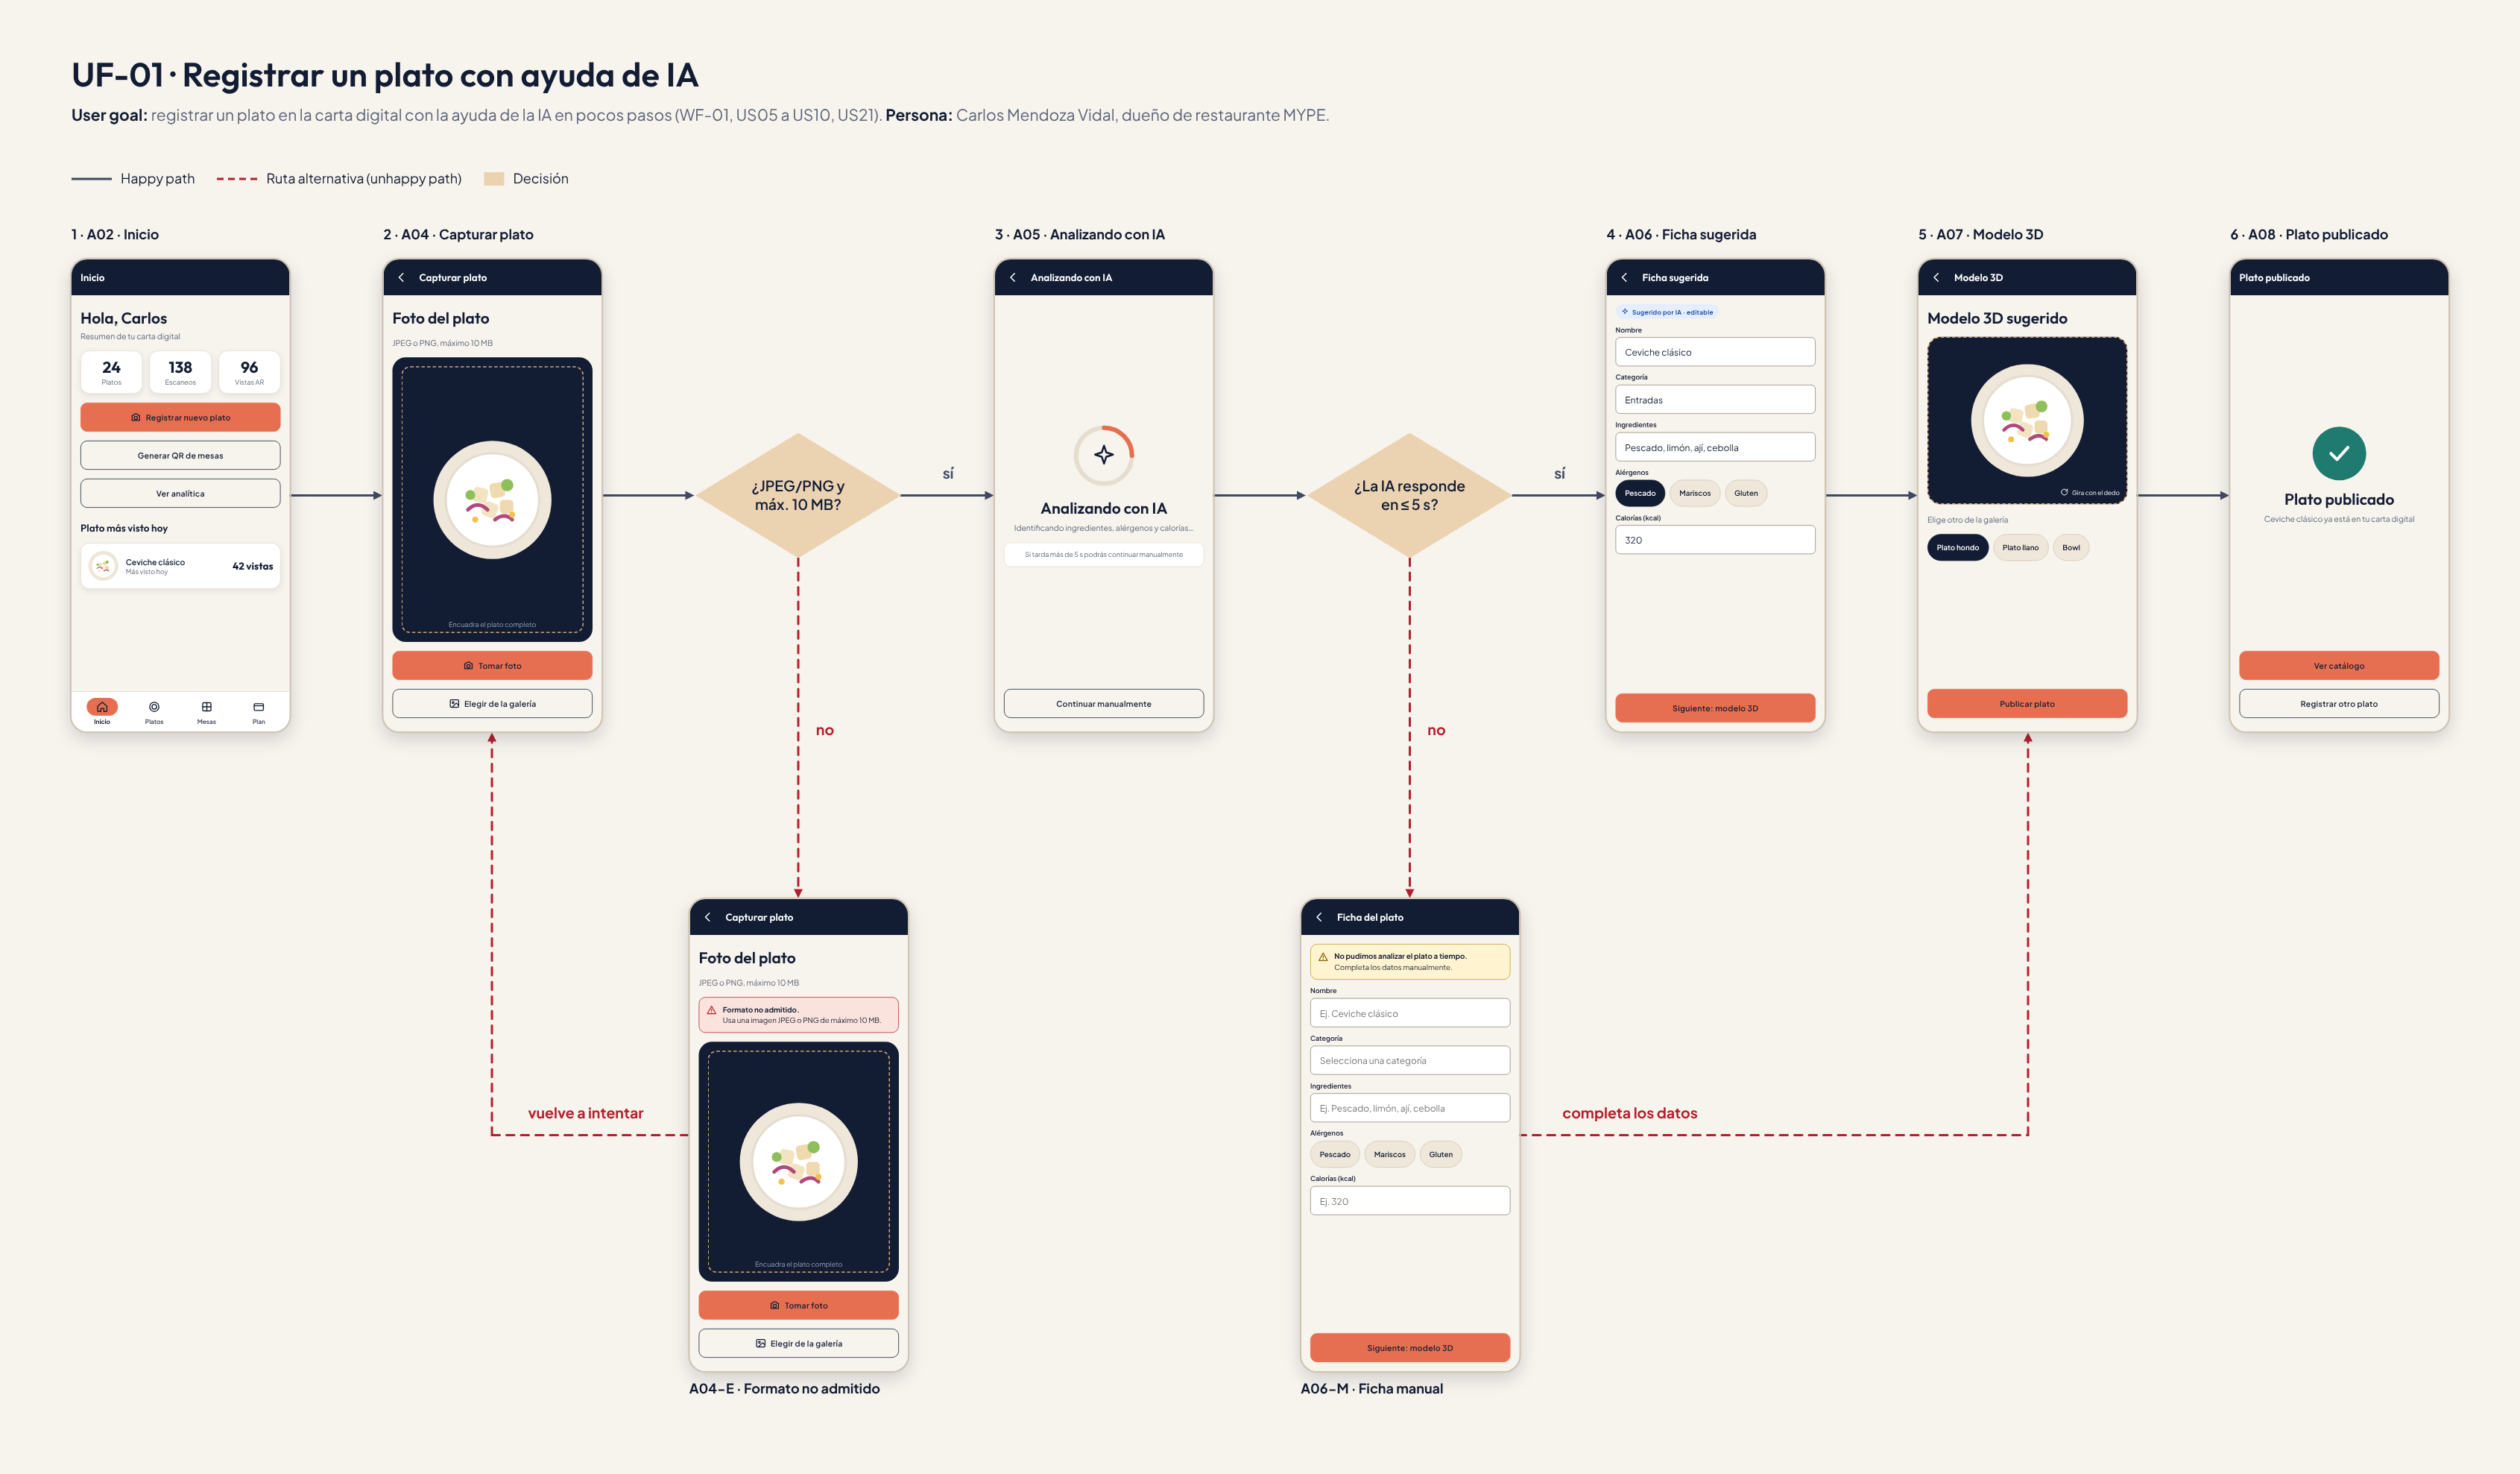 UF-01 · Registrar un plato con ayuda de IA
User goal: registrar un plato en la carta digital con la ayuda de la IA en pocos pasos (WF-01, US05 a US10, US21). Persona: Carlos Mendoza Vidal, dueño de restaurante MYPE.
Happy path
Ruta alternativa (unhappy path)
Decisión
1 · A02 · Inicio
Inicio
Hola, Carlos
Resumen de tu carta digital
24
Platos
138
Escaneos
96
Vistas AR
Registrar nuevo plato
Generar QR de mesas
Ver analítica
Plato más visto hoy
Ceviche clásico
Más visto hoy
42 vistas
Inicio
Platos
Mesas
Plan
2 · A04 · Capturar plato
Capturar plato
Foto del plato
JPEG o PNG, máximo 10 MB
Encuadra el plato completo
Tomar foto
Elegir de la galería
¿JPEG/PNG y
máx. 10 MB?
sí
no
3 · A05 · Analizando con IA
Analizando con IA
Analizando con IA
Identificando ingredientes, alérgenos y calorías...
Si tarda más de 5 s podrás continuar manualmente
Continuar manualmente
¿La IA responde
en ≤ 5 s?
sí
no
4 · A06 · Ficha sugerida
Ficha sugerida
Sugerido por IA · editable
Nombre
Ceviche clásico
Categoría
Entradas
Ingredientes
Pescado, limón, ají, cebolla
Alérgenos
Pescado
Mariscos
Gluten
Calorías (kcal)
320
Siguiente: modelo 3D
5 · A07 · Modelo 3D
Modelo 3D
Modelo 3D sugerido
Gira con el dedo
Elige otro de la galería
Plato hondo
Plato llano
Bowl
Publicar plato
6 · A08 · Plato publicado
Plato publicado
Plato publicado
Ceviche clásico ya está en tu carta digital
Ver catálogo
Registrar otro plato
Capturar plato
Foto del plato
JPEG o PNG, máximo 10 MB
Formato no admitido.
Usa una imagen JPEG o PNG de máximo 10 MB.
Encuadra el plato completo
Tomar foto
Elegir de la galería
A04-E · Formato no admitido
vuelve a intentar
Ficha del plato
No pudimos analizar el plato a tiempo.
Completa los datos manualmente.
Nombre
Ej. Ceviche clásico
Categoría
Selecciona una categoría
Ingredientes
Ej. Pescado, limón, ají, cebolla
Alérgenos
Pescado
Mariscos
Gluten
Calorías (kcal)
Ej. 320
Siguiente: modelo 3D
A06-M · Ficha manual
completa los datos